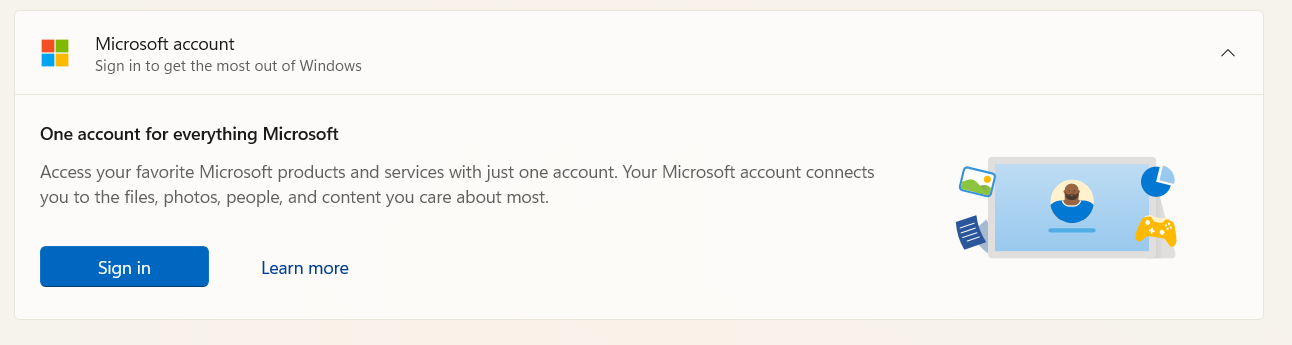 Microsoft account
Sign in to get the most out of Windows
One account for everything Microsoft
Access your favorite Microsoft products and services with just one account. Your Microsoft account connects
you to the files, photos, people, and content you care about most.
Sign in
Learn more